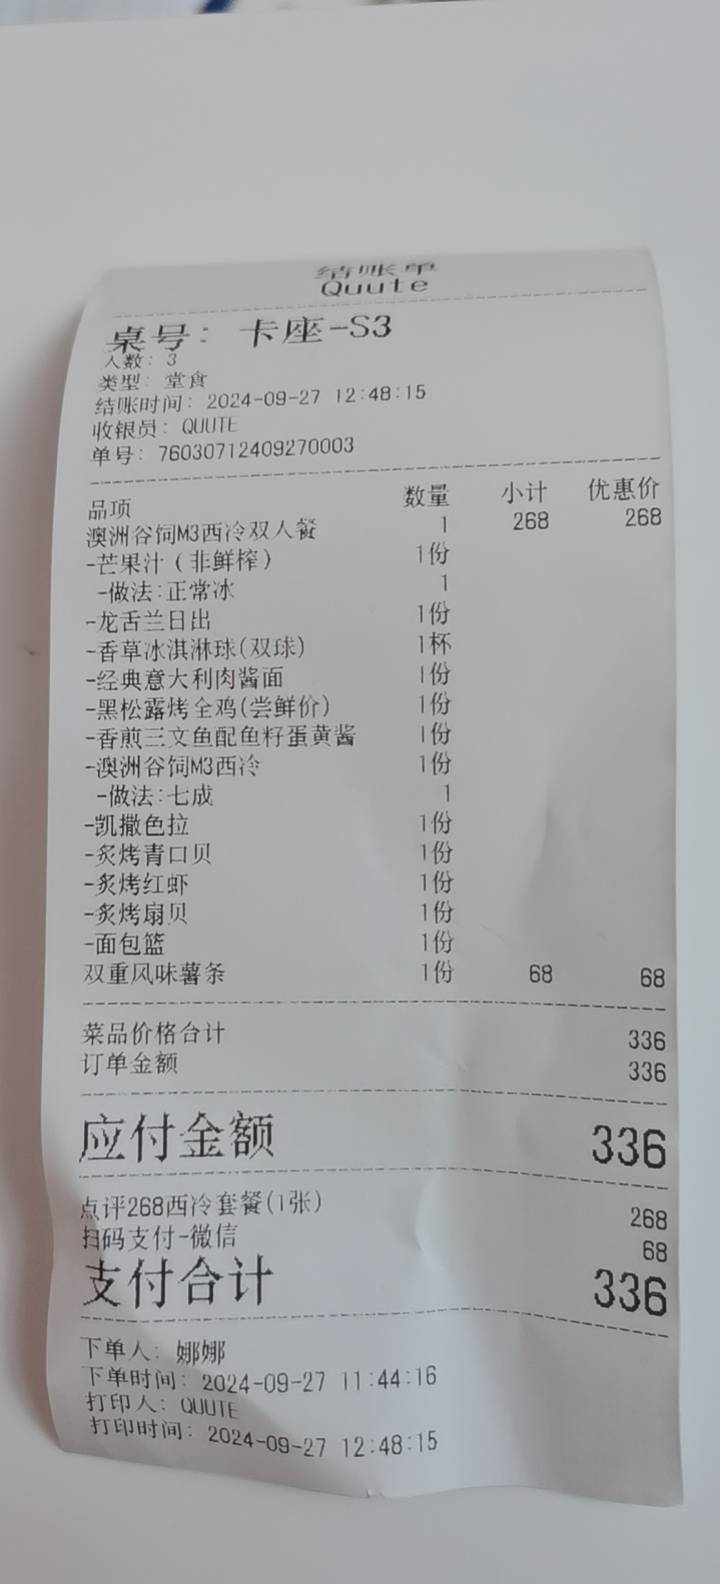 结账单
Quute
桌号: 卡座-S3
人数: 3
类型: 堂食
结账时间: 2024-09-27 12:48:15
收银员: QUUTE
单号: 76030712409270003
品项 数量 小计 优惠价
澳洲谷饲M3西冷双人餐 1 268 268
-芒果汁(非鲜榨) 1份
-做法:正常冰 1
-龙舌兰日出 1份
-香草冰淇淋球(双球) 1杯
-经典意大利肉酱面 1份
-黑松露烤全鸡(尝鲜价) 1份
-香煎三文鱼配鱼籽蛋黄酱 1份
-澳洲谷饲M3西冷 1份
-做法:七成 1
-凯撒色拉 1份
-炙烤青口贝 1份
-炙烤红虾 1份
-炙烤扇贝 1份
-面包篮 1份
双重风味薯条 1份 68 68
菜品价格合计 336
订单金额 336
应付金额 336
点评268西冷套餐(1张) 268
扫码支付-微信 68
支付合计 336
下单人: 娜娜
下单时间: 2024-09-27 11:44:16
打印人: QUUTE
打印时间: 2024-09-27 12:48:15